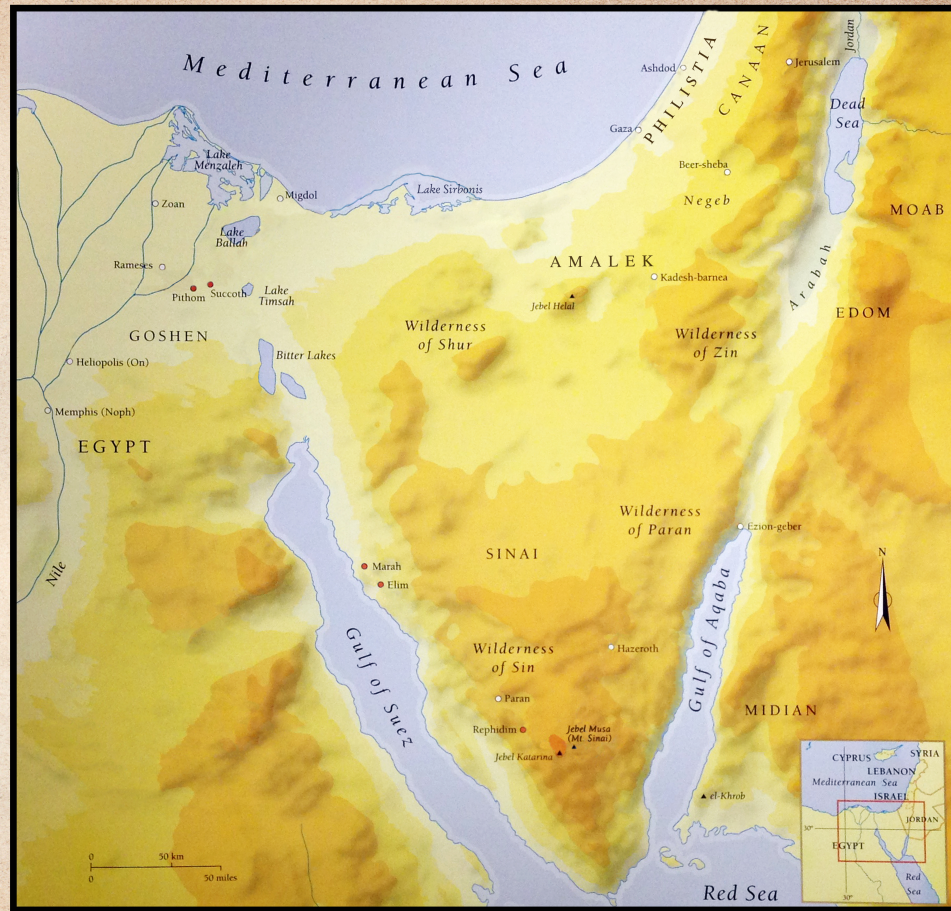 Mediterranean Sea
PHILISTIA
CANAAN
Jordan
Ashdod
Jerusalem
Dead
Sea
Gaza
Lake
Menzaleh
Beer-sheba
Migdol
Lake Sirbonis
Negeb
Zoan
MOAB
Lake
Ballah
AMALEK
Rameses
Kadesh-barnea
Arabah
Pithom
Succoth
Lake
Timsah
Jebel Helal
EDOM
GOSHEN
Wilderness
of Shur
Wilderness
of Zin
Heliopolis (On)
Bitter Lakes
Memphis (Noph)
EGYPT
Wilderness
of Paran
Ezion-geber
SINAI
N
Nile
Marah
Elim
Gulf of Aqaba
Gulf of Suez
Wilderness
of Sin
Hazeroth
Paran
MIDIAN
Rephidim
Jebel Musa
(Mt. Sinai)
Jebel Katarina
el-Khrob
CYPRUS
SYRIA
LEBANON
Mediterranean Sea
ISRAEL
JORDAN
30°
EGYPT
Red
Sea
30°
0 50 km
0 50 miles
Red Sea